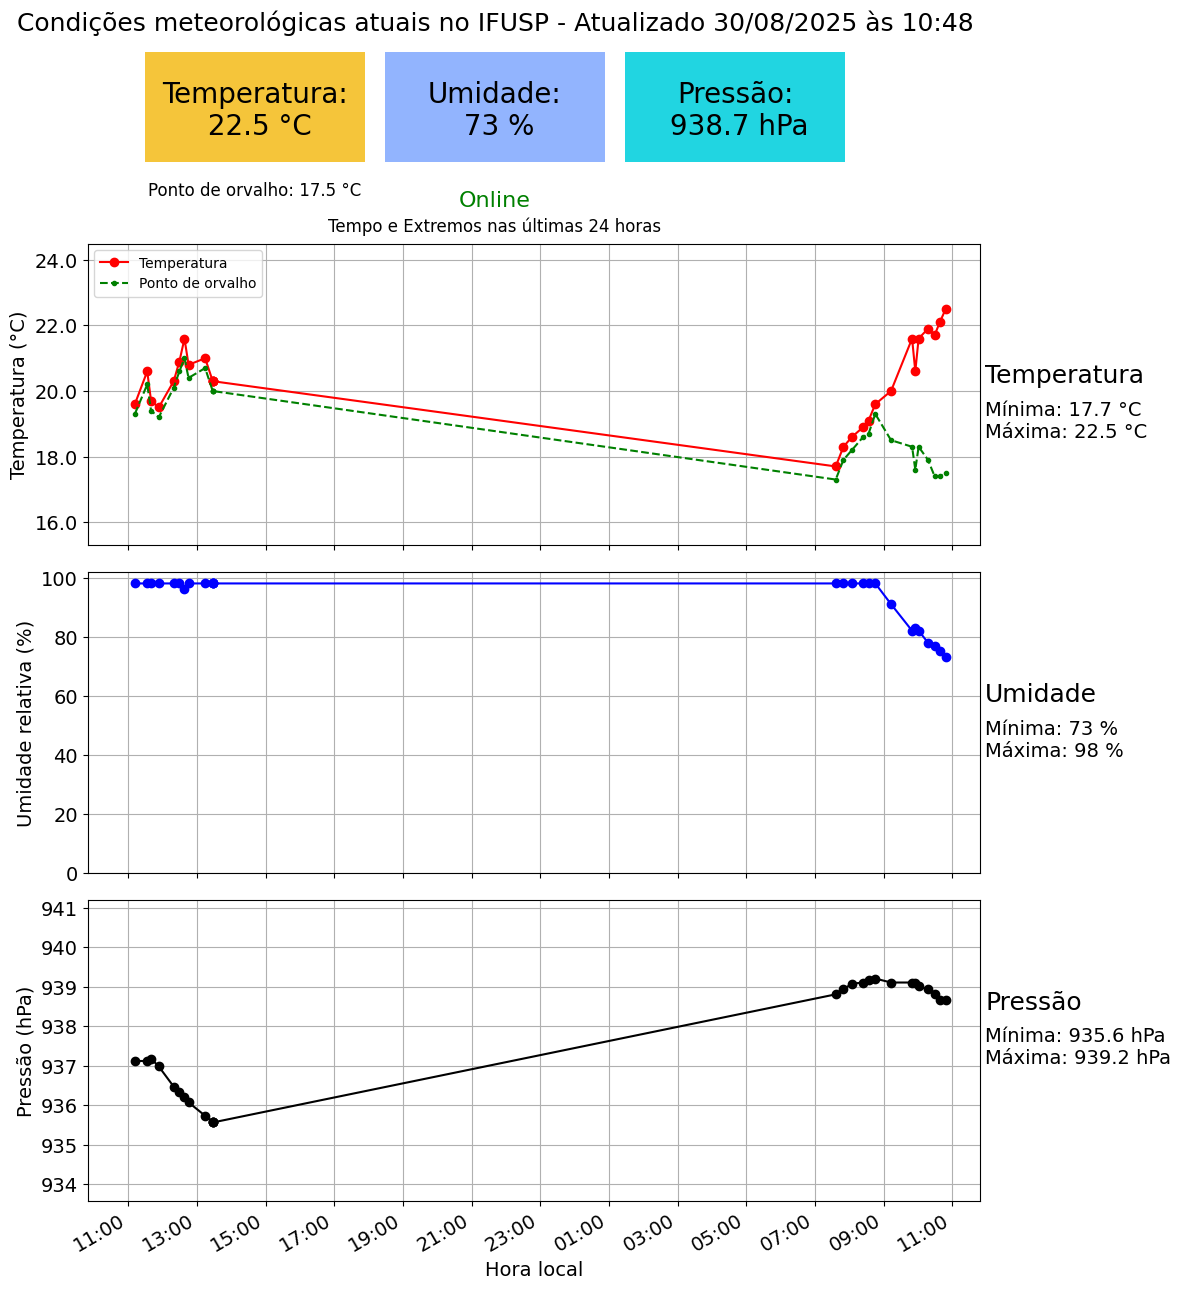 Condições meteorológicas atuais no IFUSP - Atualizado 30/08/2025 às 10:48
Temperatura:
22.5 °C
Umidade:
73 %
Pressão:
938.7 hPa
Ponto de orvalho: 17.5 °C
Online
Tempo e Extremos nas últimas 24 horas
Temperatura
Ponto de orvalho
Temperatura (°C)
24.0
22.0
20.0
18.0
16.0
Temperatura
Mínima: 17.7 °C
Máxima: 22.5 °C
Umidade relativa (%)
100
80
60
40
20
0
Umidade
Mínima: 73 %
Máxima: 98 %
Pressão (hPa)
941
940
939
938
937
936
935
934
Pressão
Mínima: 935.6 hPa
Máxima: 939.2 hPa
11:00
13:00
15:00
17:00
19:00
21:00
23:00
01:00
03:00
05:00
07:00
09:00
11:00
Hora local